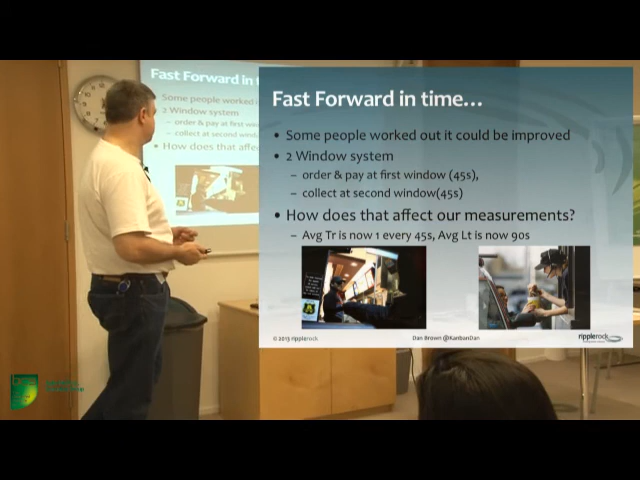 Fast Forward in t
Some people worked
2 Window system
– order & pay at first win
– collect at second wind
How does that affe
Fast Forward in time...
• Some people worked out it could be improved
• 2 Window system
– order & pay at first window (45s),
– collect at second window(45s)
• How does that affect our measurements?
– Avg Tr is now 1 every 45s, Avg Lt is now 90s
© 2013 ripplerock
Dan Brown @KanbanDan
ripplerock